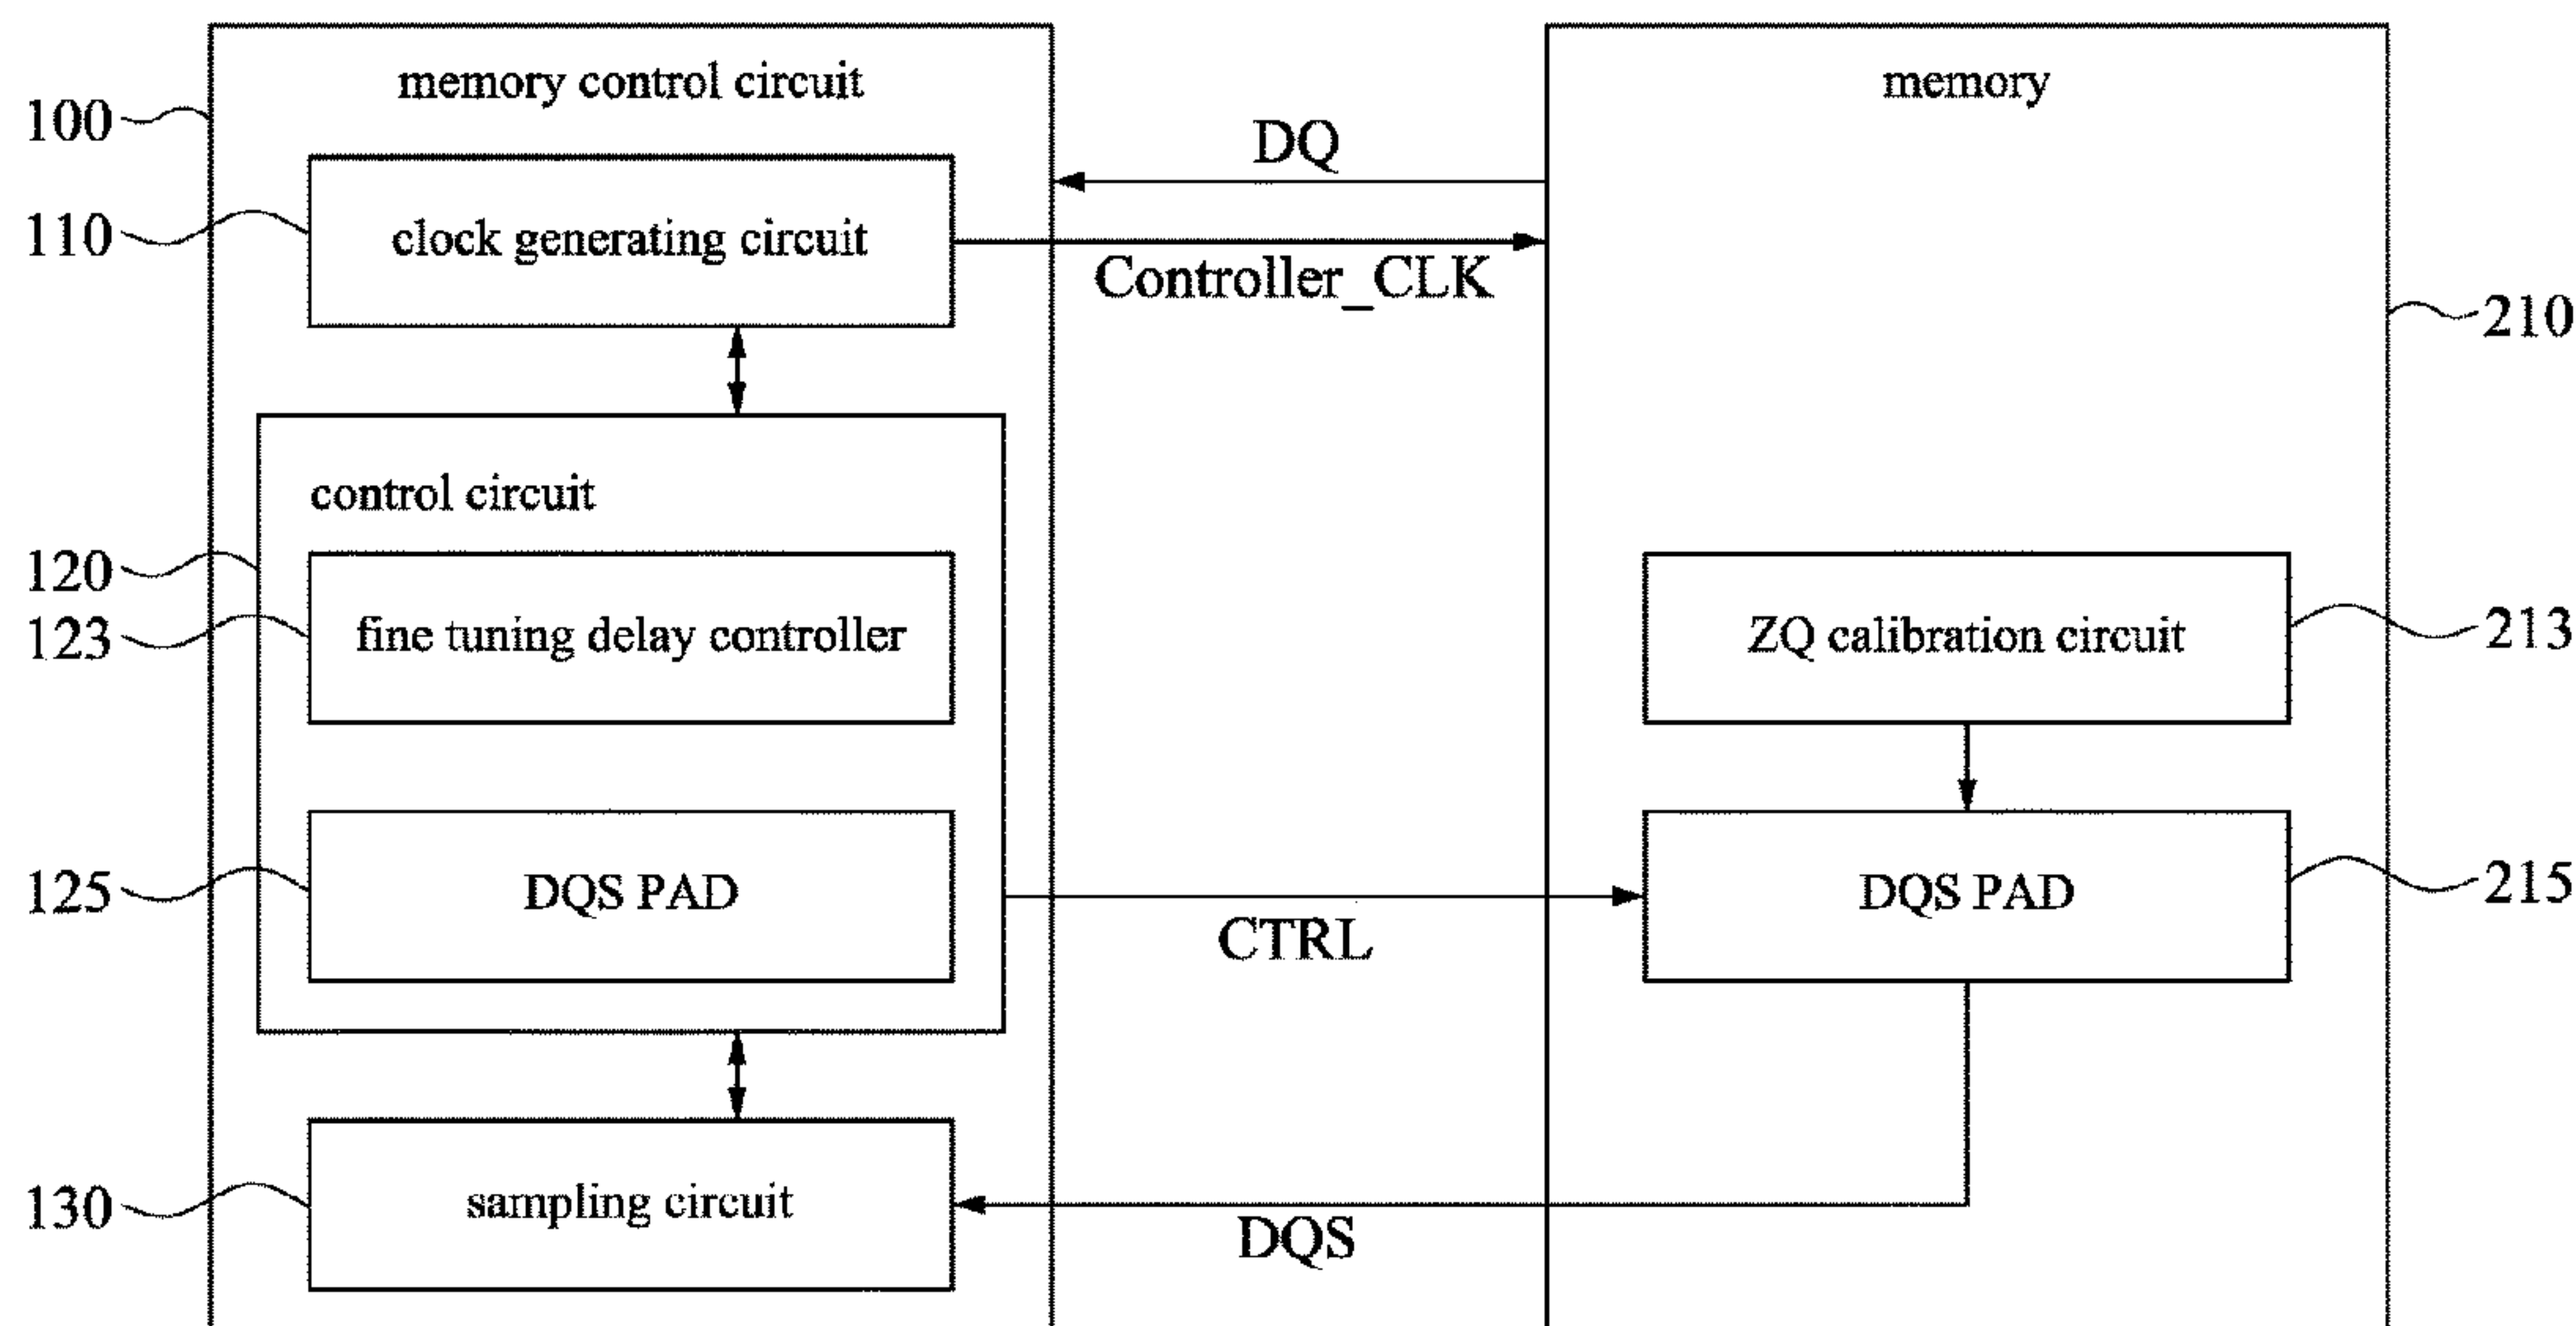 memory control circuit
memory
100
DQ
110
clock generating circuit
Controller_CLK
210
control circuit
120
123
fine tuning delay controller
ZQ calibration circuit
213
125
DQS PAD
CTRL
DQS PAD
215
130
sampling circuit
DQS